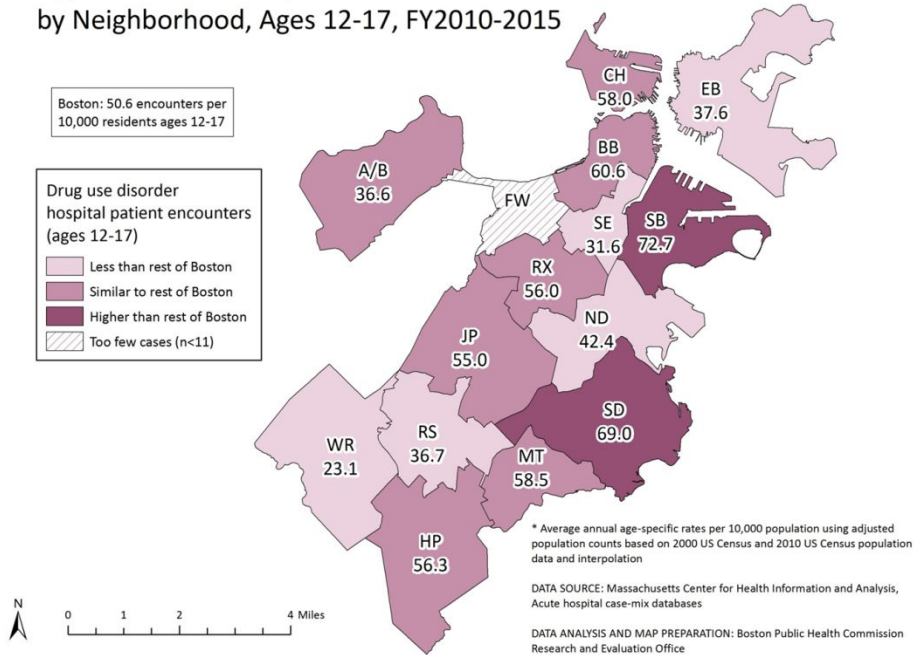 by Neighborhood, Ages 12-17, FY2010-2015
Boston: 50.6 encounters per
10,000 residents ages 12-17
Drug use disorder
hospital patient encounters
(ages 12-17)
Less than rest of Boston
Similar to rest of Boston
Higher than rest of Boston
Too few cases (n<11)
CH
58.0
EB
37.6
A/B
36.6
BB
60.6
FW
SE
31.6
SB
72.7
RX
56.0
ND
42.4
JP
55.0
SD
69.0
WR
23.1
RS
36.7
MT
58.5
HP
56.3
* Average annual age-specific rates per 10,000 population using adjusted
population counts based on 2000 US Census and 2010 US Census population
data and interpolation
DATA SOURCE: Massachusetts Center for Health Information and Analysis,
Acute hospital case-mix databases
DATA ANALYSIS AND MAP PREPARATION: Boston Public Health Commission
Research and Evaluation Office
N
0 1 2 4 Miles